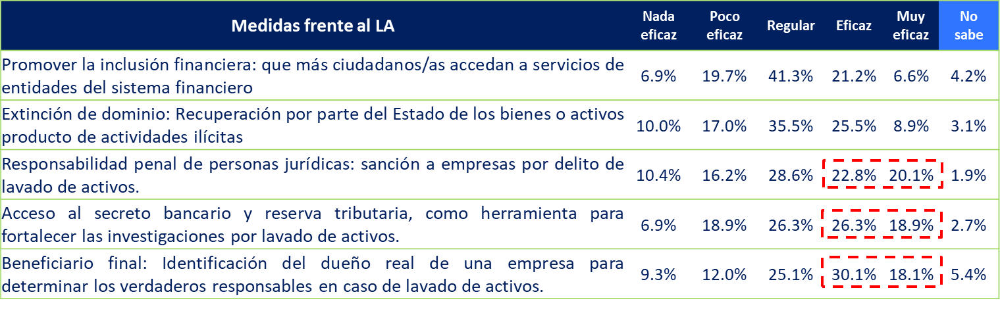 Medidas frente al LA
Nada eficaz
Poco eficaz
Regular
Eficaz
Muy eficaz
No sabe
Promover la inclusión financiera: que más ciudadanos/as accedan a servicios de
entidades del sistema financiero
6.9% 19.7% 41.3% 21.2% 6.6% 4.2%
Extinción de dominio: Recuperación por parte del Estado de los bienes o activos
producto de actividades ilícitas
10.0% 17.0% 35.5% 25.5% 8.9% 3.1%
Responsabilidad penal de personas jurídicas: sanción a empresas por delito de
lavado de activos.
10.4% 16.2% 28.6% 22.8% 20.1% 1.9%
Acceso al secreto bancario y reserva tributaria, como herramienta para
fortalecer las investigaciones por lavado de activos.
6.9% 18.9% 26.3% 26.3% 18.9% 2.7%
Beneficiario final: Identificación del dueño real de una empresa para
determinar los verdaderos responsables en caso de lavado de activos.
9.3% 12.0% 25.1% 30.1% 18.1% 5.4%